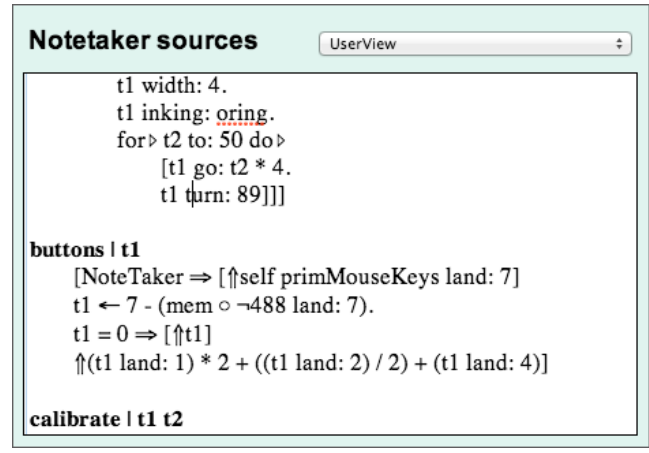 Notetaker sources
UserView
t1 width: 4.
t1 inking: oring.
for▹ t2 to: 50 do▹
[t1 go: t2 * 4.
t1 turn: 89]]]
buttons | t1
[NoteTaker ⇒ [⇑self primMouseKeys land: 7]
t1 ← 7 - (mem ○ ¬488 land: 7).
t1 = 0 ⇒ [⇑t1]
⇑(t1 land: 1) * 2 + ((t1 land: 2) / 2) + (t1 land: 4)]
calibrate | t1 t2